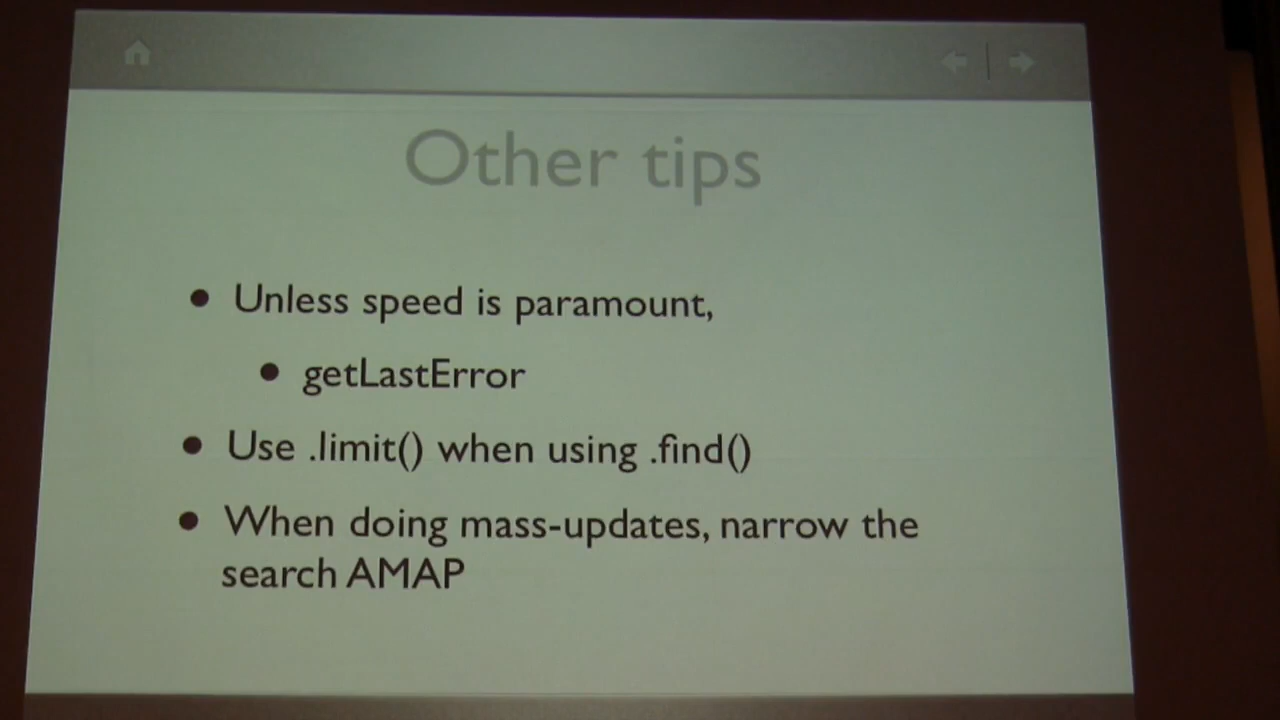 Other tips
• Unless speed is paramount,
• getLastError
• Use .limit() when using .find()
• When doing mass-updates, narrow the
search AMAP